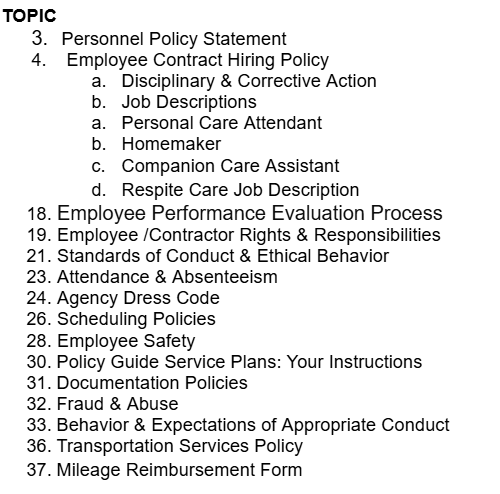 TOPIC
3. Personnel Policy Statement
4. Employee Contract Hiring Policy
a. Disciplinary & Corrective Action
b. Job Descriptions
a. Personal Care Attendant
b. Homemaker
c. Companion Care Assistant
d. Respite Care Job Description
18. Employee Performance Evaluation Process
19. Employee /Contractor Rights & Responsibilities
21. Standards of Conduct & Ethical Behavior
23. Attendance & Absenteeism
24. Agency Dress Code
26. Scheduling Policies
28. Employee Safety
30. Policy Guide Service Plans: Your Instructions
31. Documentation Policies
32. Fraud & Abuse
33. Behavior & Expectations of Appropriate Conduct
36. Transportation Services Policy
37. Mileage Reimbursement Form